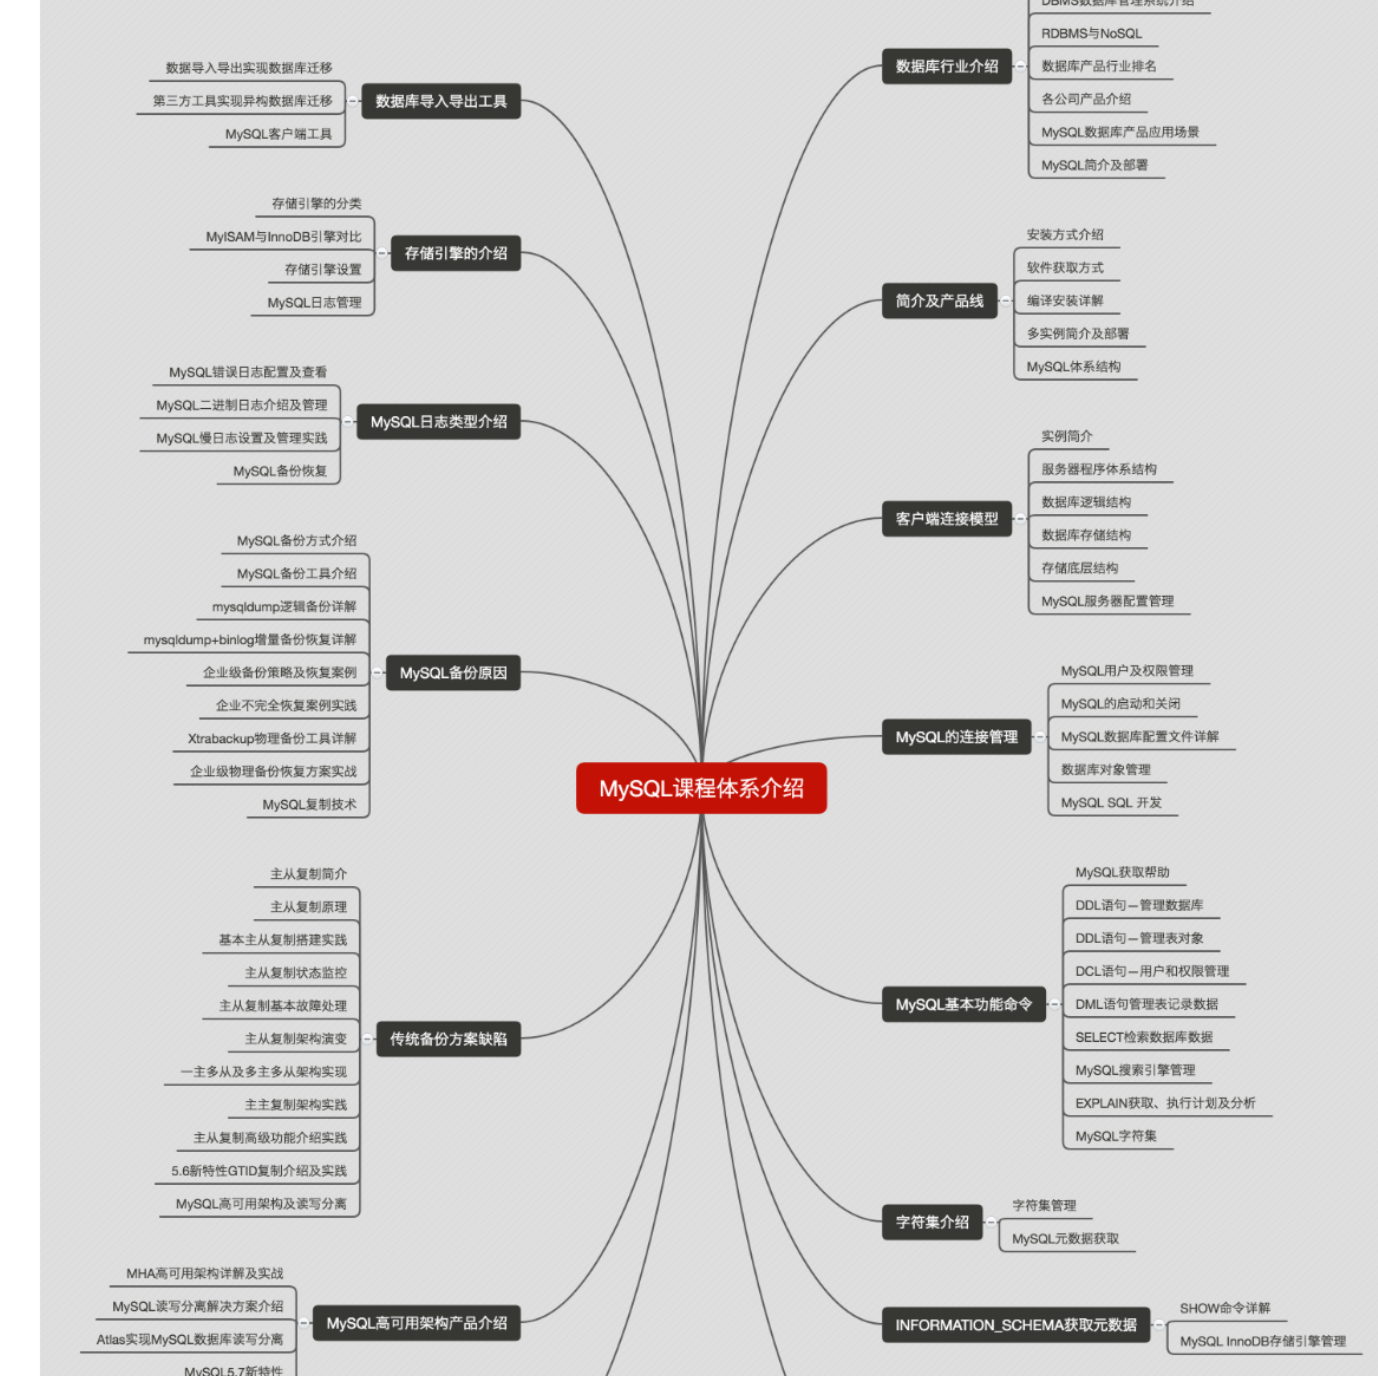 DBMS数据库管理系统介绍
RDBMS与NoSQL
数据库行业介绍
数据库产品行业排名
各公司产品介绍
MySQL数据库产品应用场景
MySQL简介及部署
安装方式介绍
软件获取方式
简介及产品线
编译安装详解
多实例简介及部署
MySQL体系结构
实例简介
服务器程序体系结构
数据库逻辑结构
客户端连接模型
数据库存储结构
存储底层结构
MySQL服务器配置管理
MySQL用户及权限管理
MySQL的启动和关闭
MySQL的连接管理
MySQL数据库配置文件详解
数据库对象管理
MySQL SQL 开发
MySQL获取帮助
DDL语句—管理数据库
DDL语句—管理表对象
DCL语句—用户和权限管理
MySQL基本功能命令
DML语句管理表记录数据
SELECT检索数据库数据
MySQL搜索引擎管理
EXPLAIN获取、执行计划及分析
MySQL字符集
字符集介绍
字符集管理
MySQL元数据获取
INFORMATION_SCHEMA获取元数据
SHOW命令详解
MySQL InnoDB存储引擎管理
MySQL课程体系介绍
数据导入导出实现数据库迁移
第三方工具实现异构数据库迁移
数据库导入导出工具
MySQL客户端工具
存储引擎的分类
MyISAM与InnoDB引擎对比
存储引擎的介绍
存储引擎设置
MySQL日志管理
MySQL错误日志配置及查看
MySQL二进制日志介绍及管理
MySQL日志类型介绍
MySQL慢日志设置及管理实践
MySQL备份恢复
MySQL备份方式介绍
MySQL备份工具介绍
mysqldump逻辑备份详解
mysqldump+binlog增量备份恢复详解
企业级备份策略及恢复案例
MySQL备份原因
企业不完全恢复案例实践
Xtrabackup物理备份工具详解
企业级物理备份恢复方案实战
MySQL复制技术
主从复制简介
主从复制原理
基本主从复制搭建实践
主从复制状态监控
主从复制基本故障处理
主从复制架构演变
传统备份方案缺陷
一主多从及多主多从架构实现
主主复制架构实践
主从复制高级功能介绍实践
5.6新特性GTID复制介绍及实践
MySQL高可用架构及读写分离
MHA高可用架构详解及实战
MySQL读写分离解决方案介绍
MySQL高可用架构产品介绍
Atlas实现MySQL数据库读写分离
MySQL5.7新特性